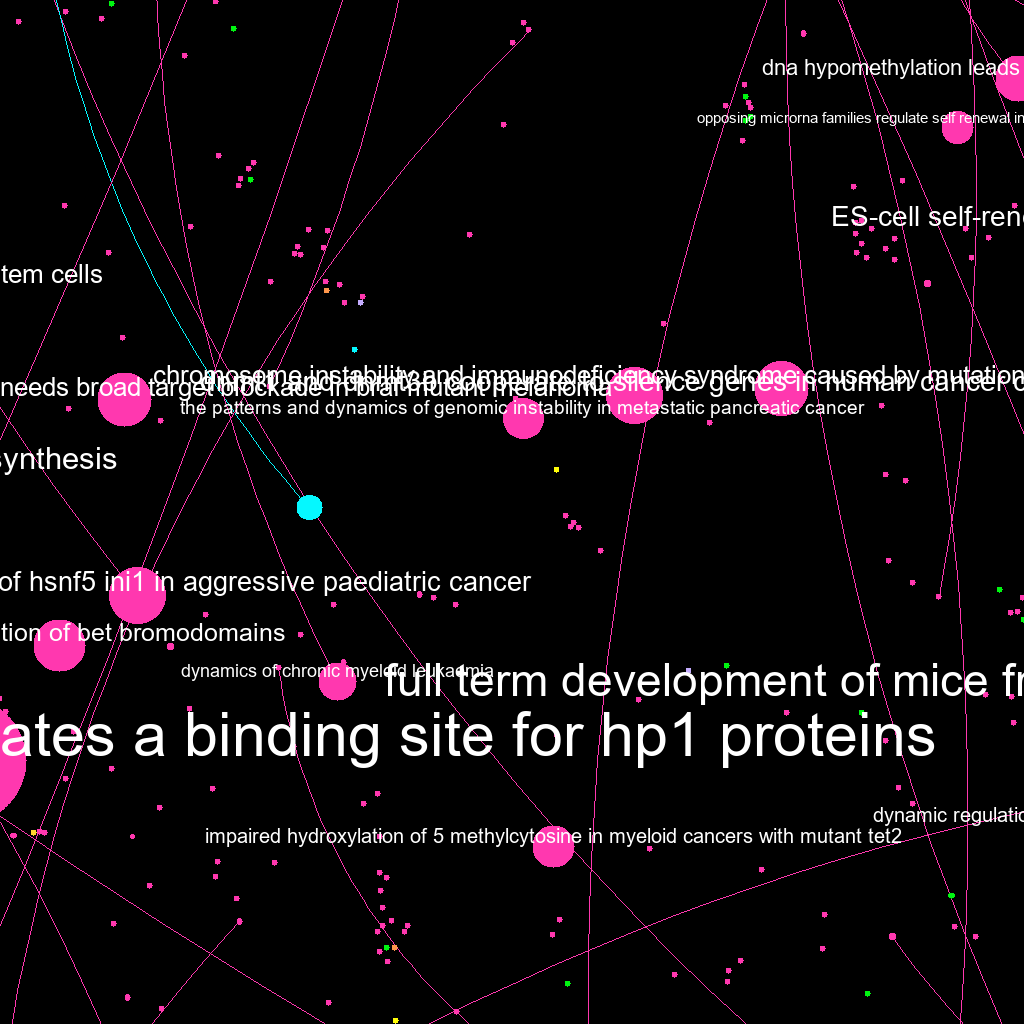 dna hypomethylation leads
opposing microrna families regulate self renewal in
ES-cell self-ren
tem cells
chromosome instability and immunodeficiency syndrome caused by mutation
needs broad target blockade in braf mutant melanoma
cooperate to silence genes in human cancer c
the patterns and dynamics of genomic instability in metastatic pancreatic cancer
synthesis
of hsnf5 ini1 in aggressive paediatric cancer
tion of bet bromodomains
dynamics of chronic myeloid leukaemia
full term development of mice fr
ates a binding site for hp1 proteins
dynamic regulatio
impaired hydroxylation of 5 methylcytosine in myeloid cancers with mutant tet2